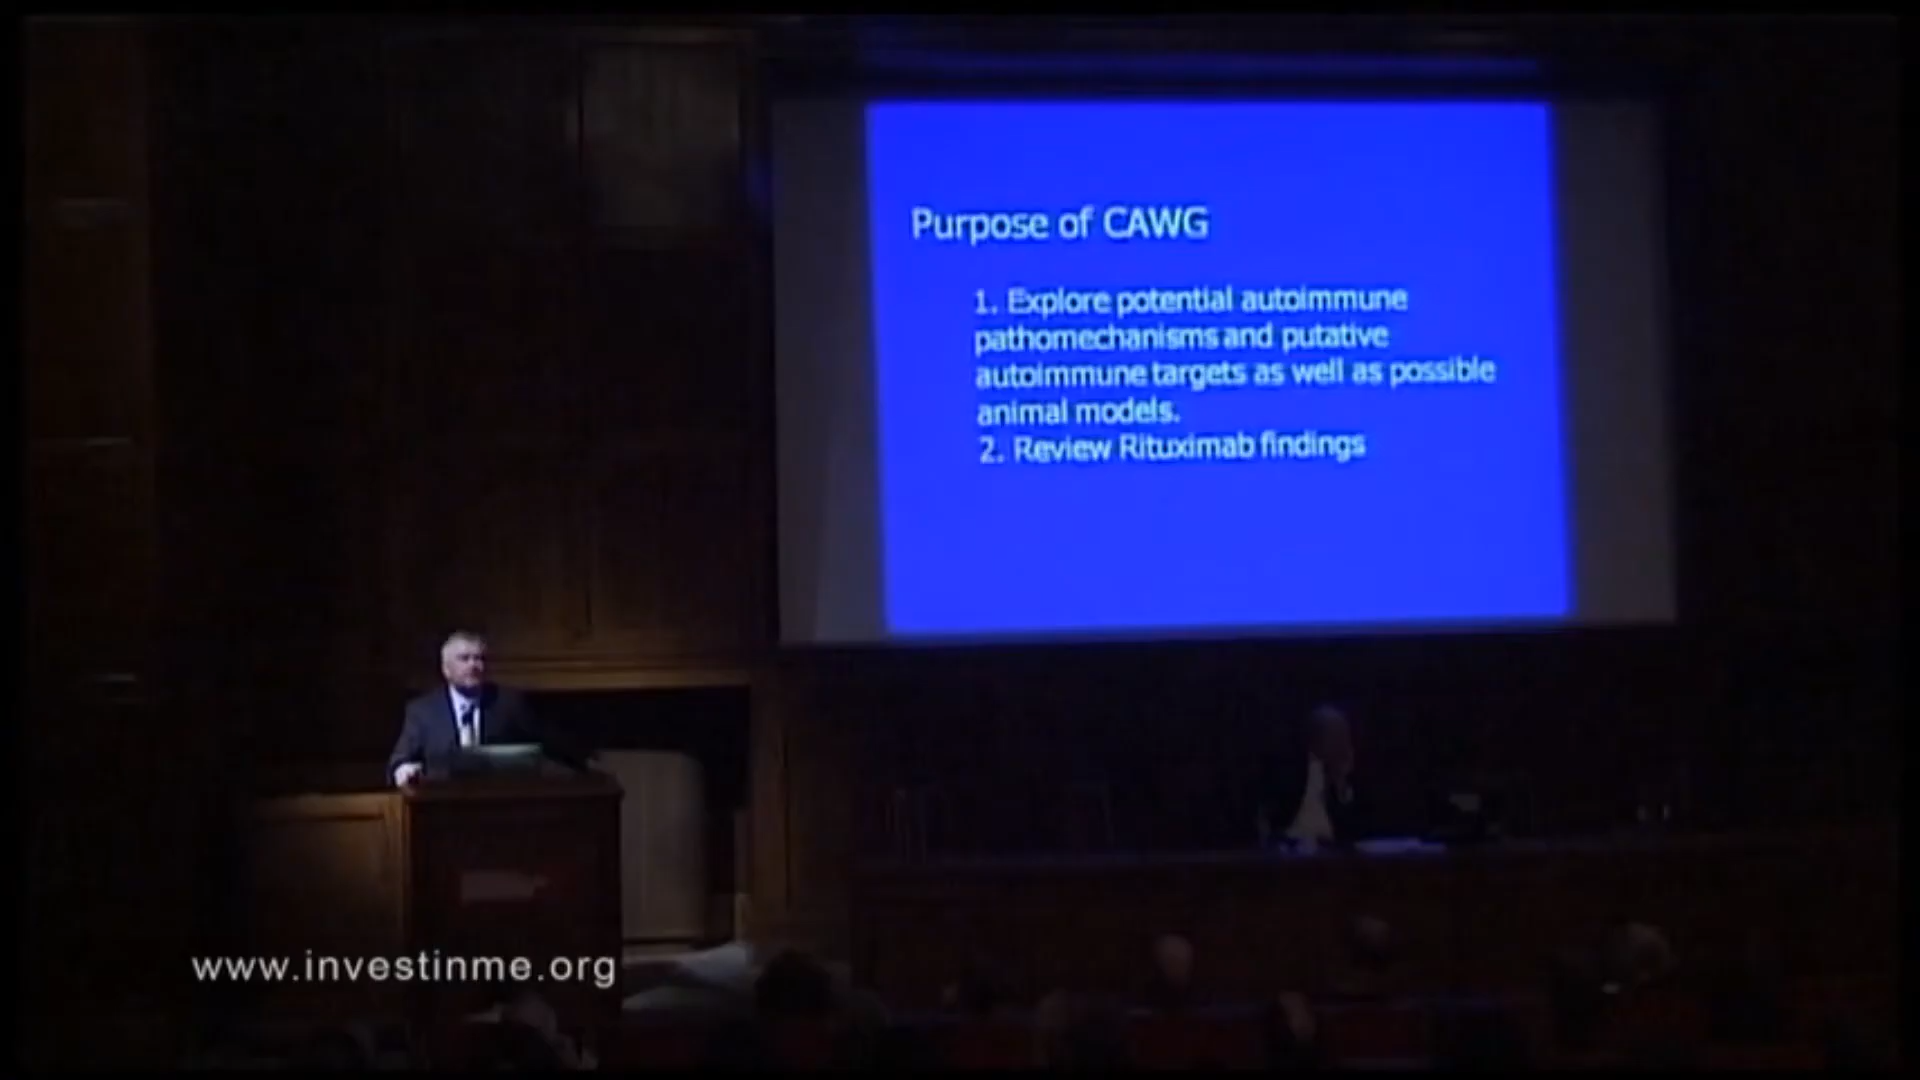 Purpose of CAWG
1. Explore potential autoimmune
pathomechanisms and putative
autoimmune targets as well as possible
animal models.
2. Review Rituximab findings
www.investinme.org